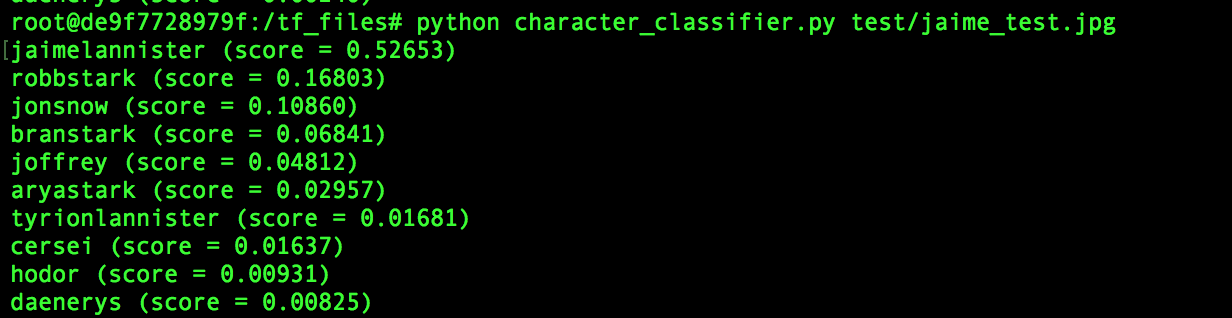 root@de9f7728979f:/tf_files# python character_classifier.py test/jaime_test.jpg
[jaimelannister (score = 0.52653)
robbstark (score = 0.16803)
jonsnow (score = 0.10860)
branstark (score = 0.06841)
joffrey (score = 0.04812)
aryastark (score = 0.02957)
tyrionlannister (score = 0.01681)
cersei (score = 0.01637)
hodor (score = 0.00931)
daenerys (score = 0.00825)